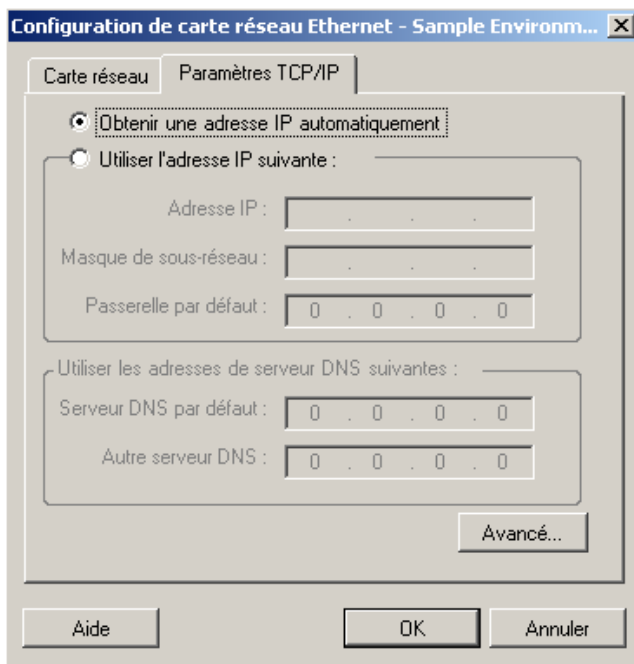 Configuration de carte réseau Ethernet - Sample Environm...
Carte réseau
Paramètres TCP/IP
Obtenir une adresse IP automatiquement
Utiliser l'adresse IP suivante :
Adresse IP : . . .
Masque de sous-réseau : . . .
Passerelle par défaut : 0 . 0 . 0 . 0
Utiliser les adresses de serveur DNS suivantes :
Serveur DNS par défaut : 0 . 0 . 0 . 0
Autre serveur DNS : 0 . 0 . 0 . 0
Avancé...
Aide
OK
Annuler